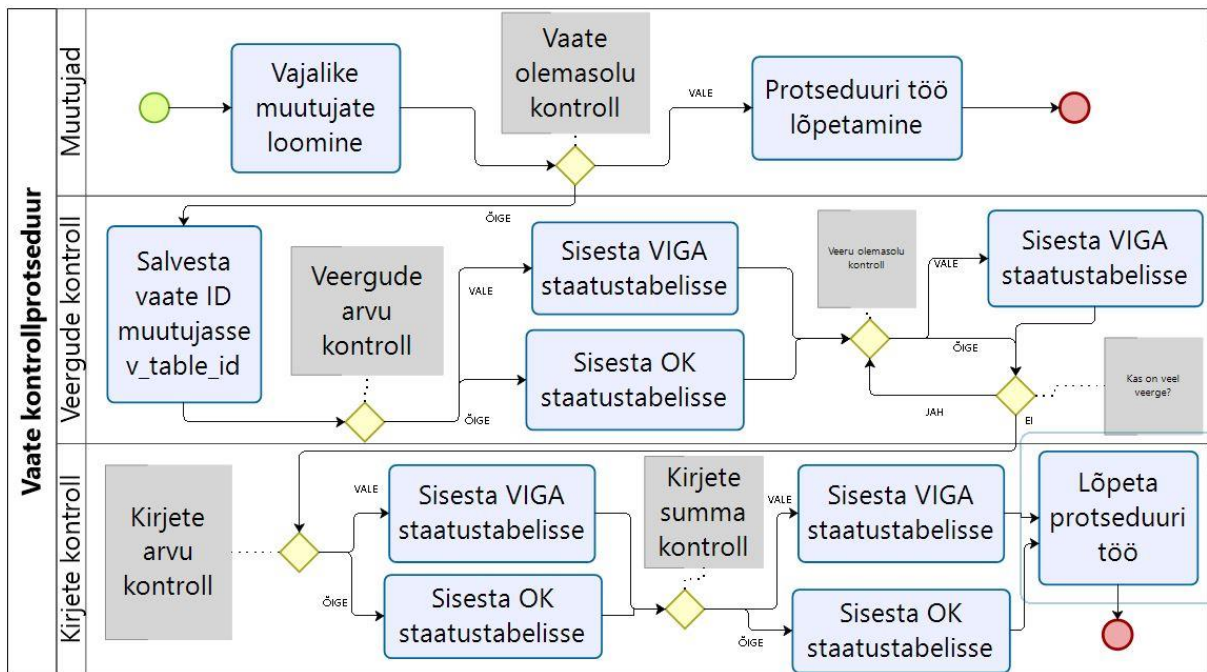 Vaate kontrollprotseduur
Muutujad
Vajalike
muutujate
loomine
Vaate
olemasolu
kontroll
VALE
Protseduuri töö
lõpetamine
ÕIGE
Veergude kontroll
Salvesta
vaate ID
muutujasse
v_table_id
Veergude
arvu
kontroll
VALE
ÕIGE
Sisesta VIGA
staatustabelisse
Sisesta OK
staatustabelisse
Veeru olemasolu
kontroll
VALE
ÕIGE
Sisesta VIGA
staatustabelisse
JAH
EI
Kas on veel
veerge?
Kirjete kontroll
Kirjete
arvu
kontroll
VALE
ÕIGE
Sisesta VIGA
staatustabelisse
Sisesta OK
staatustabelisse
Kirjete
summa
kontroll
VALE
ÕIGE
Sisesta VIGA
staatustabelisse
Sisesta OK
staatustabelisse
Lõpeta
protseduuri
töö